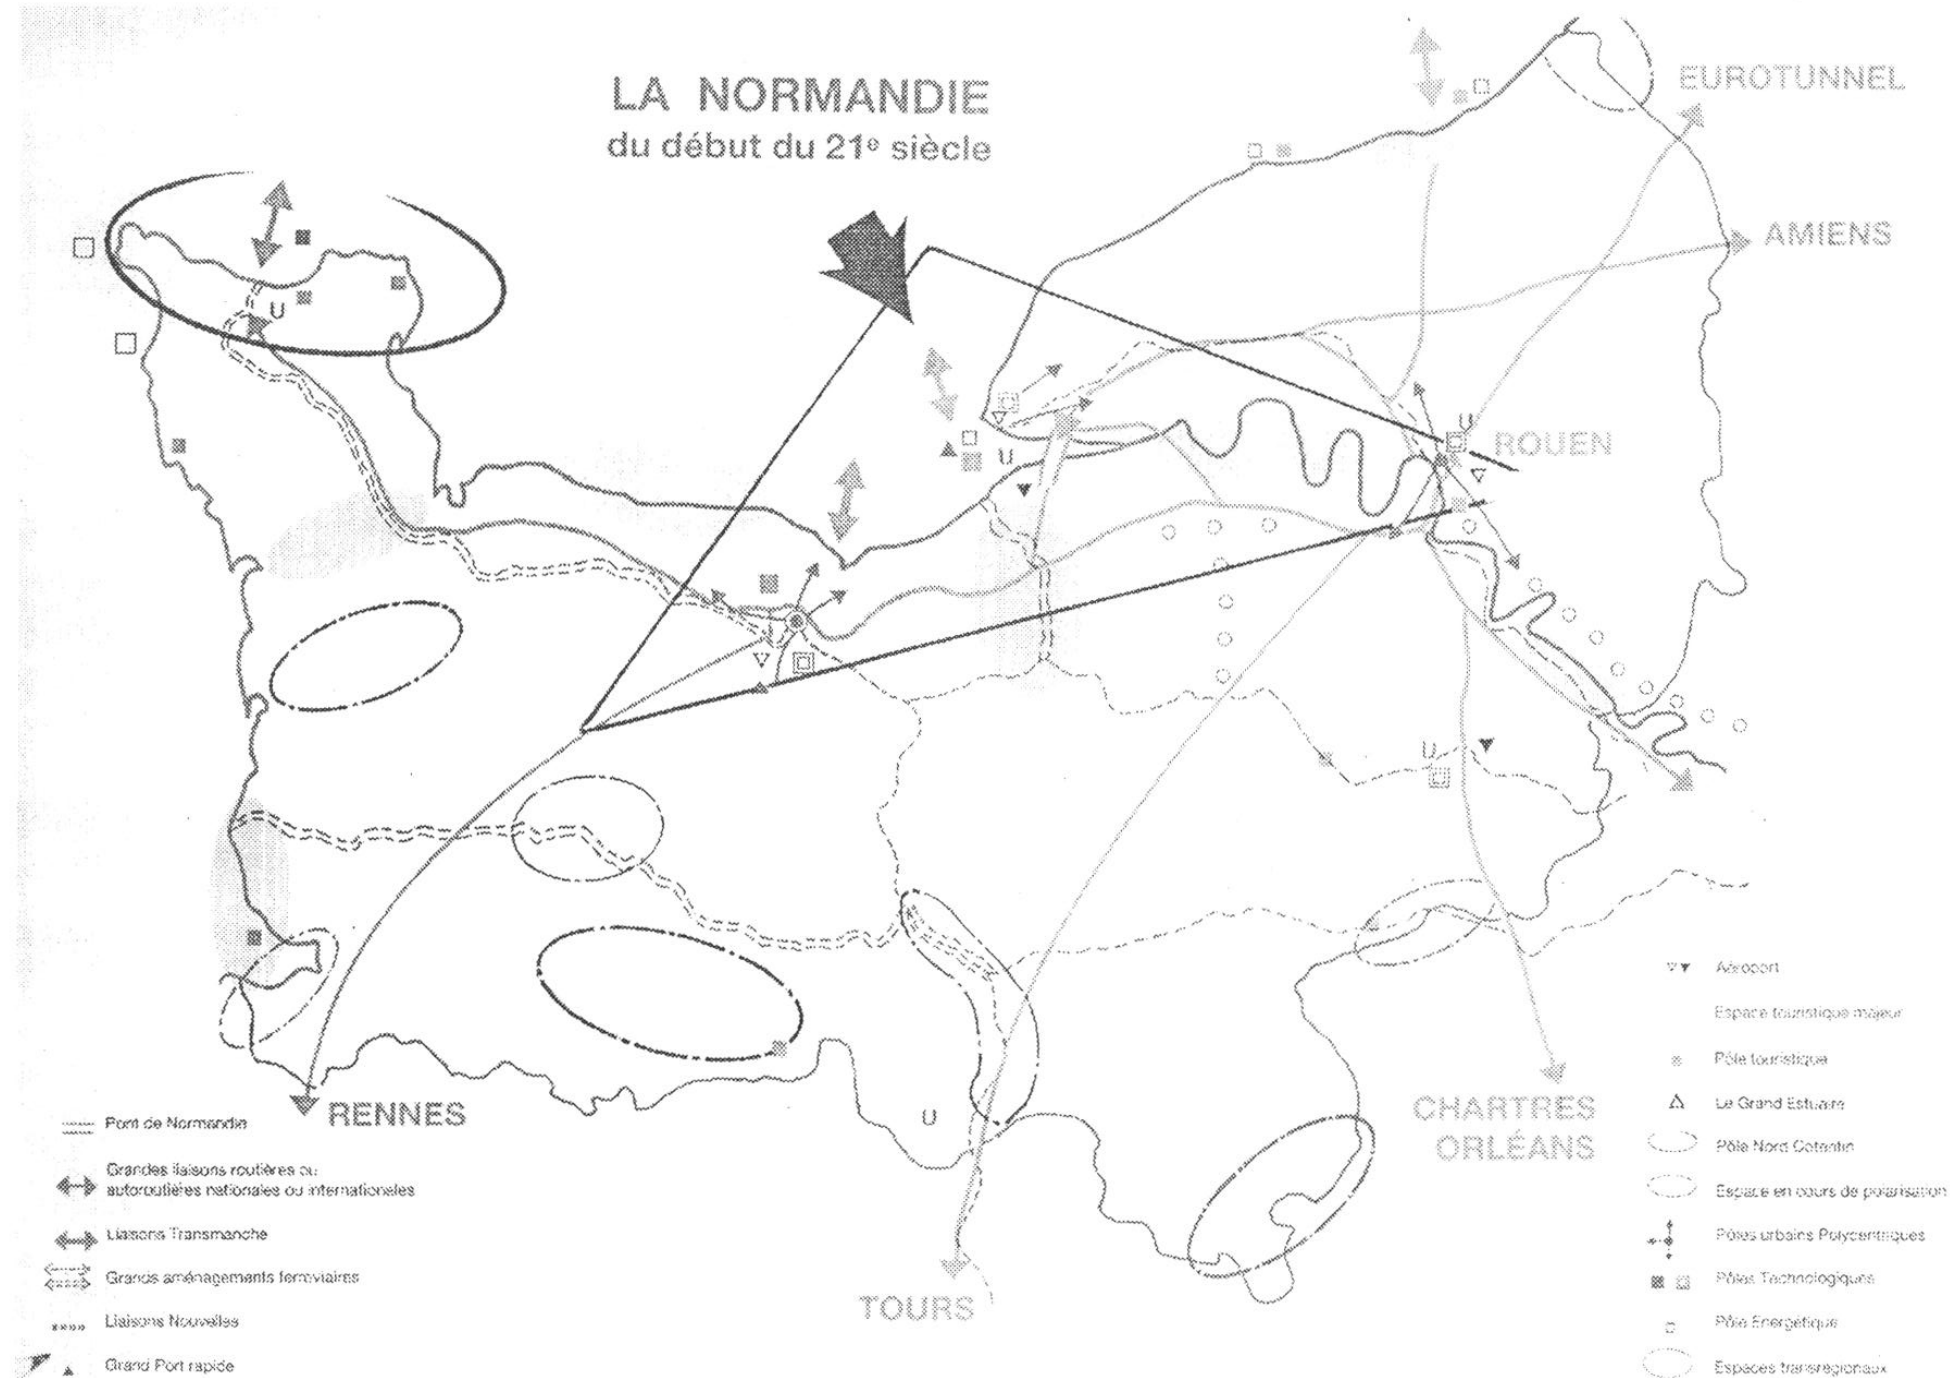 LA NORMANDIE
du début du 21e siècle
EUROTUNNEL
AMIENS
U
U
U
ROUEN
U
RENNES
U
CHARTRES
ORLÉANS
TOURS
Pont de Normandie
Grandes liaisons routières ou
autoroutières nationales ou internationales
Liaisons Transmanche
Grands aménagements ferroviaires
Liaisons Nouvelles
Grand Port rapide
Aéroport
Espace touristique majeur
Pôle touristique
Le Grand Estuaire
Pôle Nord Cotentin
Espace en cours de polarisation
Pôles urbains Polycentriques
Pôles Technologiques
Pôle Energétique
Espaces transrégionaux